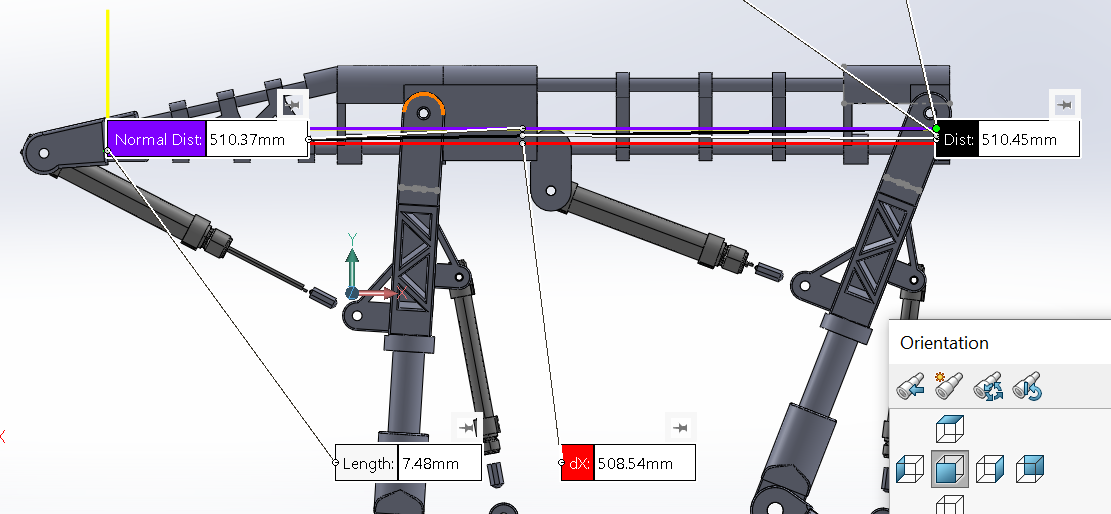 Normal Dist: 510.37mm
Dist: 510.45mm
Y
X
Orientation
X
Length: 7.48mm
dX: 508.54mm